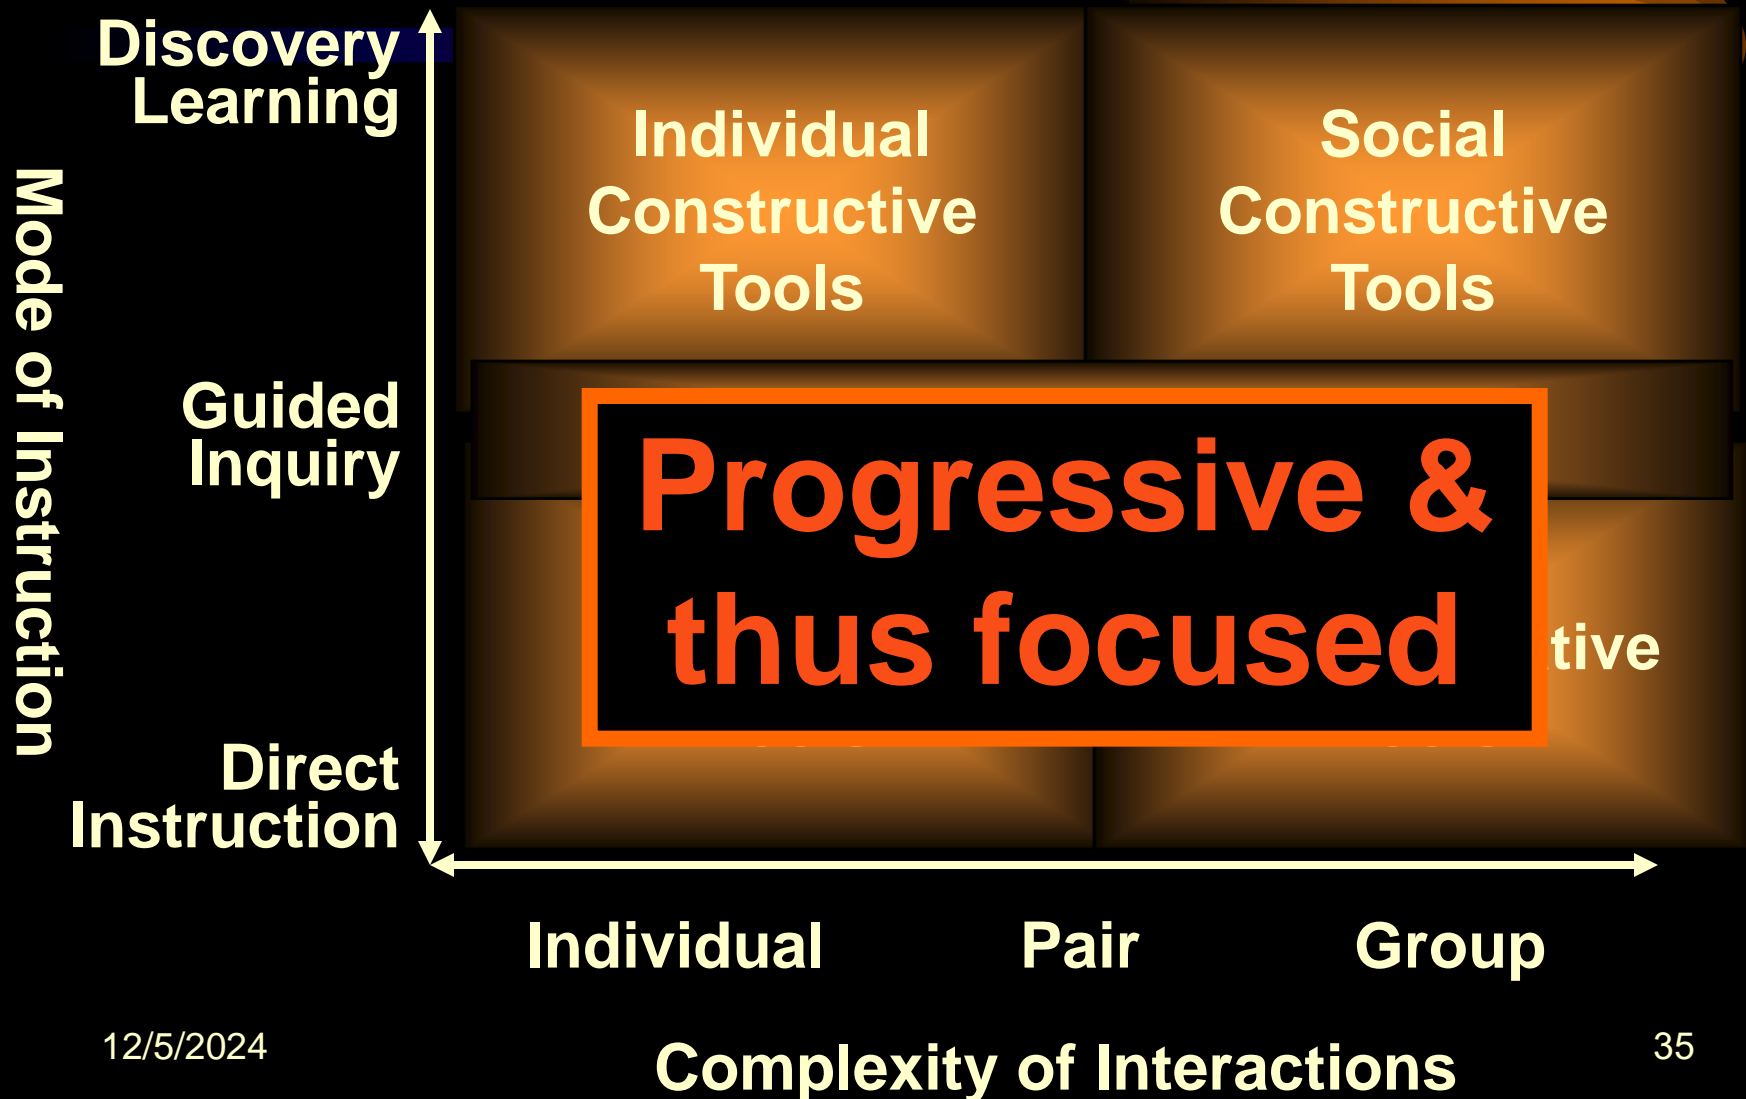 Discovery
Learning
Individual
Constructive
Tools
Social
Constructive
Tools
Mode of Instruction
Guided
Inquiry
Progressive &
thus focused
tive
Direct
Instruction
Individual Pair Group
12/5/2024
Complexity of Interactions
35